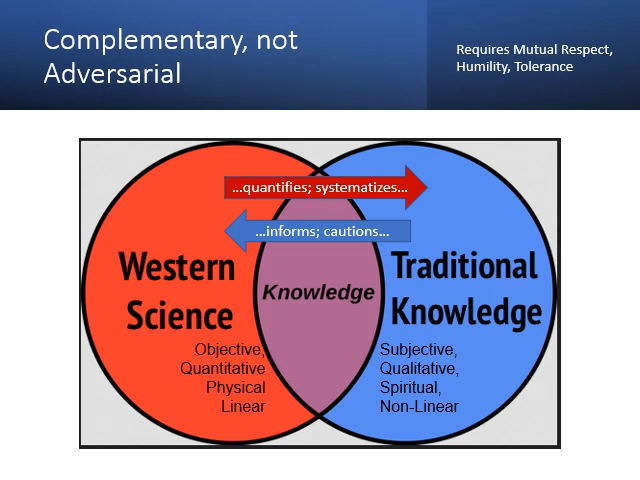 Complementary, not
Adversarial
Requires Mutual Respect,
Humility, Tolerance
…quantifies; systematizes…
…informs; cautions…
Western
Science
Knowledge
Traditional
Knowledge
Objective,
Quantitative
Physical
Linear
Subjective,
Qualitative,
Spiritual,
Non-Linear